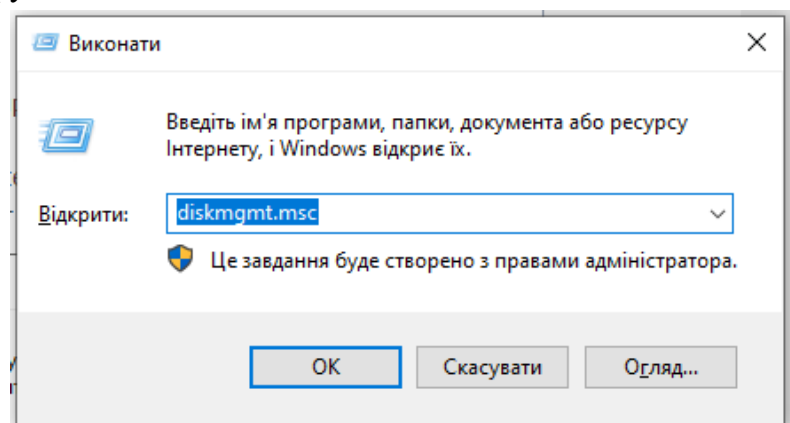 Виконати
Введіть ім'я програми, папки, документа або ресурсу
Інтернету, і Windows відкриє їх.
Відкрити: diskmgmt.msc
Це завдання буде створено з правами адміністратора.
ОК Скасувати Огляд...